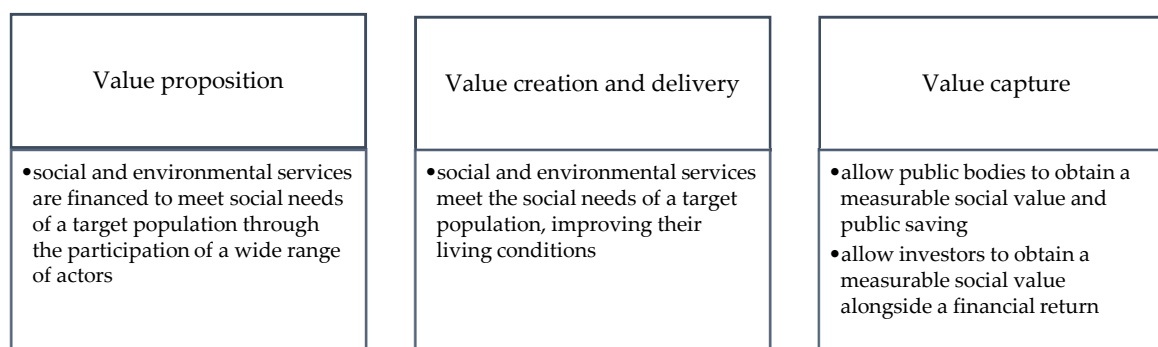 Value proposition
•social and environmental services
are financed to meet social needs
of a target population through
the participation of a wide range
of actors
Value creation and delivery
•social and environmental services
meet the social needs of a target
population, improving their
living conditions
Value capture
•allow public bodies to obtain a
measurable social value and
public saving
•allow investors to obtain a
measurable social value
alongside a financial return